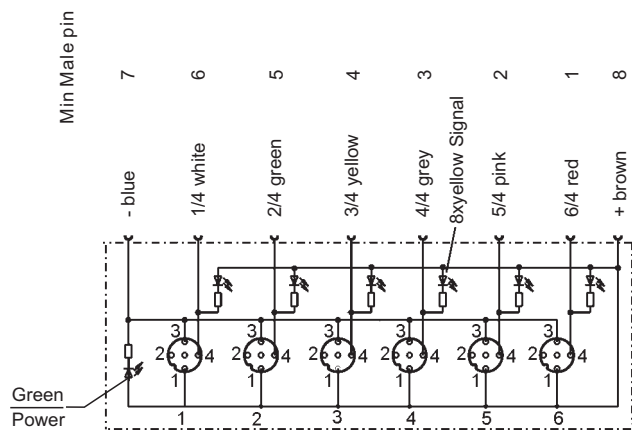 Min Male pin
7 6 5 4 3 2 1 8
- blue
1/4 white
2/4 green
3/4 yellow
4/4 grey
8xyellow Signal
5/4 pink
6/4 red
+ brown
3 3 3 3 3 3
2 4 2 4 2 4 2 4 2 4 2 4
1 1 1 1 1 1
Green
Power
1 2 3 4 5 6